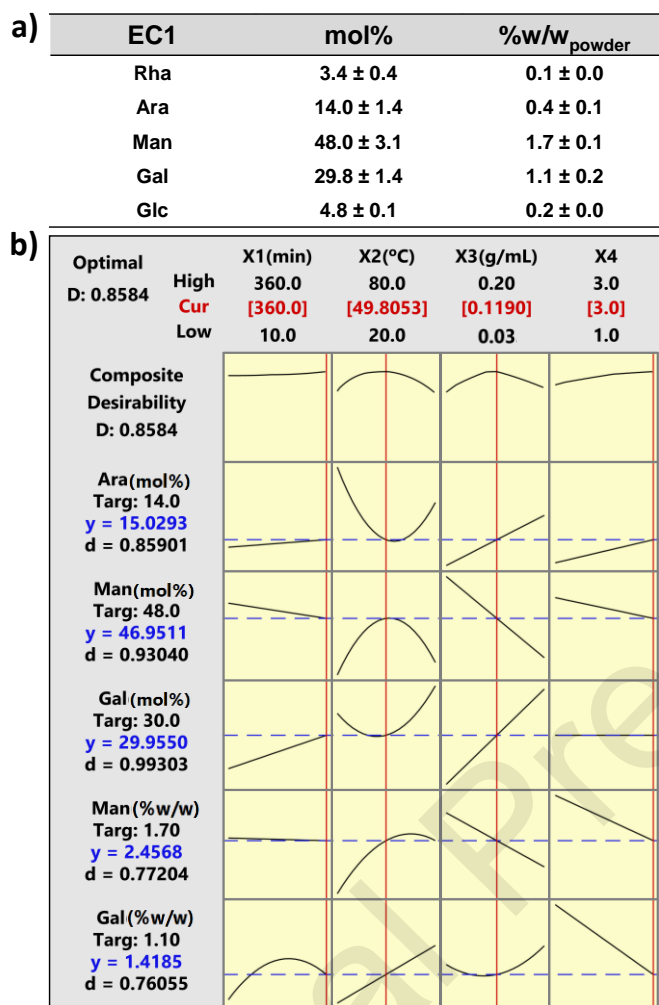 a)
EC1 mol% %w/wpowder
Rha 3.4 ± 0.4 0.1 ± 0.0
Ara 14.0 ± 1.4 0.4 ± 0.1
Man 48.0 ± 3.1 1.7 ± 0.1
Gal 29.8 ± 1.4 1.1 ± 0.2
Glc 4.8 ± 0.1 0.2 ± 0.0
b)
Optimal
D: 0.8584
X1(min) X2(ºC) X3(g/mL) X4
High 360.0 80.0 0.20 3.0
Cur [360.0] [49.8053] [0.1190] [3.0]
Low 10.0 20.0 0.03 1.0
Composite
Desirability
D: 0.8584
Ara(mol%)
Targ: 14.0
y = 15.0293
d = 0.85901
Man(mol%)
Targ: 48.0
y = 46.9511
d = 0.93040
Gal(mol%)
Targ: 30.0
y = 29.9550
d = 0.99303
Man(%w/w)
Targ: 1.70
y = 2.4568
d = 0.77204
Gal(%w/w)
Targ: 1.10
y = 1.4185
d = 0.76055